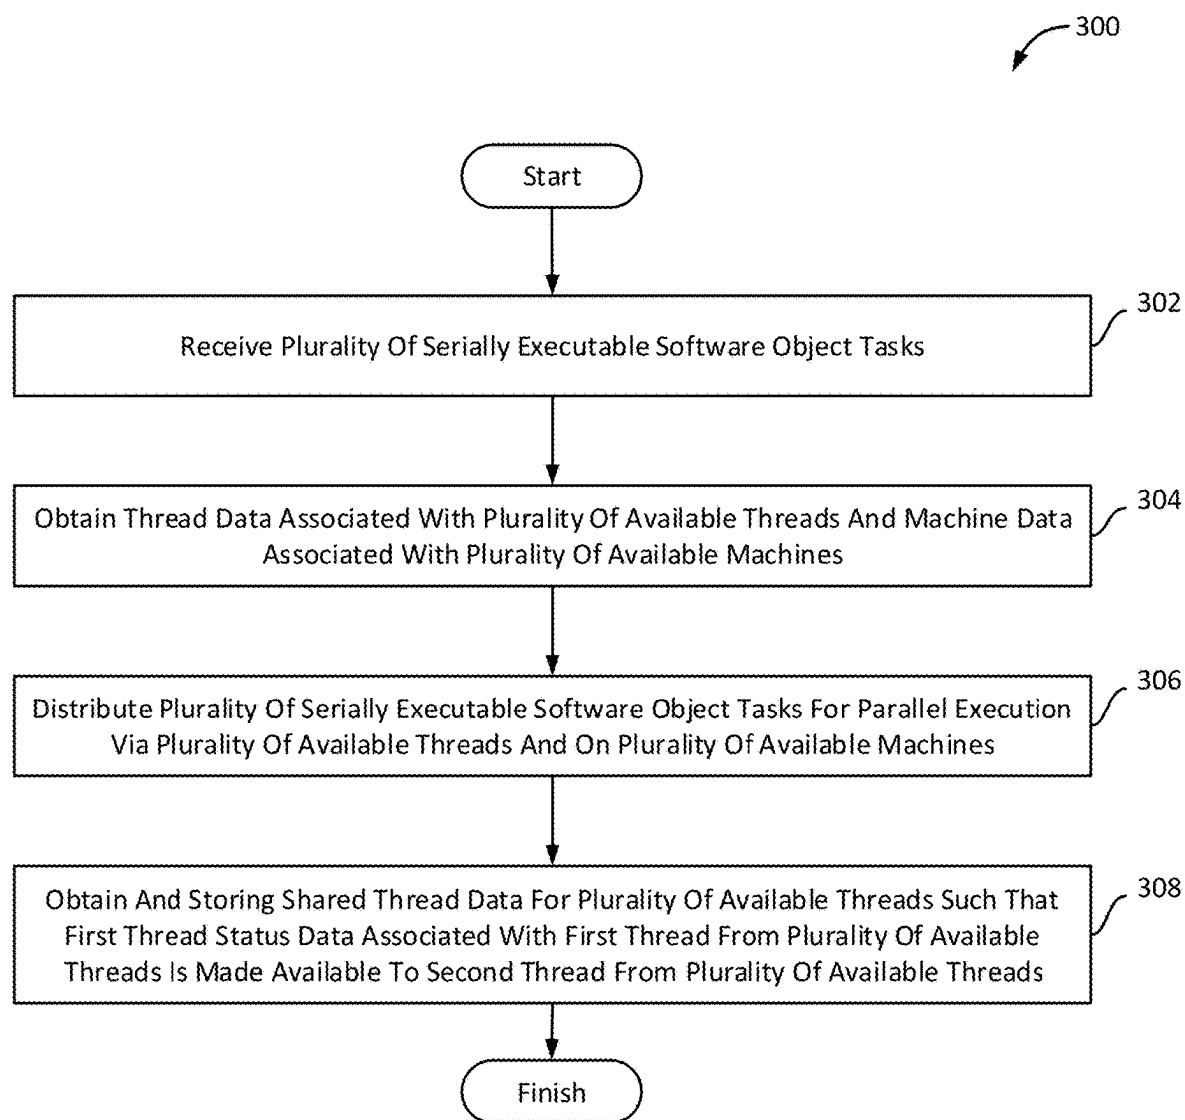 300
Start
302
Receive Plurality Of Serially Executable Software Object Tasks
304
Obtain Thread Data Associated With Plurality Of Available Threads And Machine Data
Associated With Plurality Of Available Machines
306
Distribute Plurality Of Serially Executable Software Object Tasks For Parallel Execution
Via Plurality Of Available Threads And On Plurality Of Available Machines
308
Obtain And Storing Shared Thread Data For Plurality Of Available Threads Such That
First Thread Status Data Associated With First Thread From Plurality Of Available
Threads Is Made Available To Second Thread From Plurality Of Available Threads
Finish